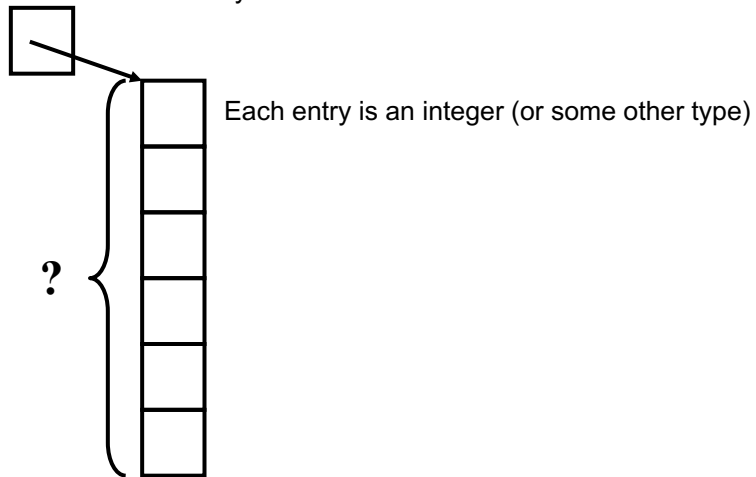 Each entry is an integer (or some other type)
?